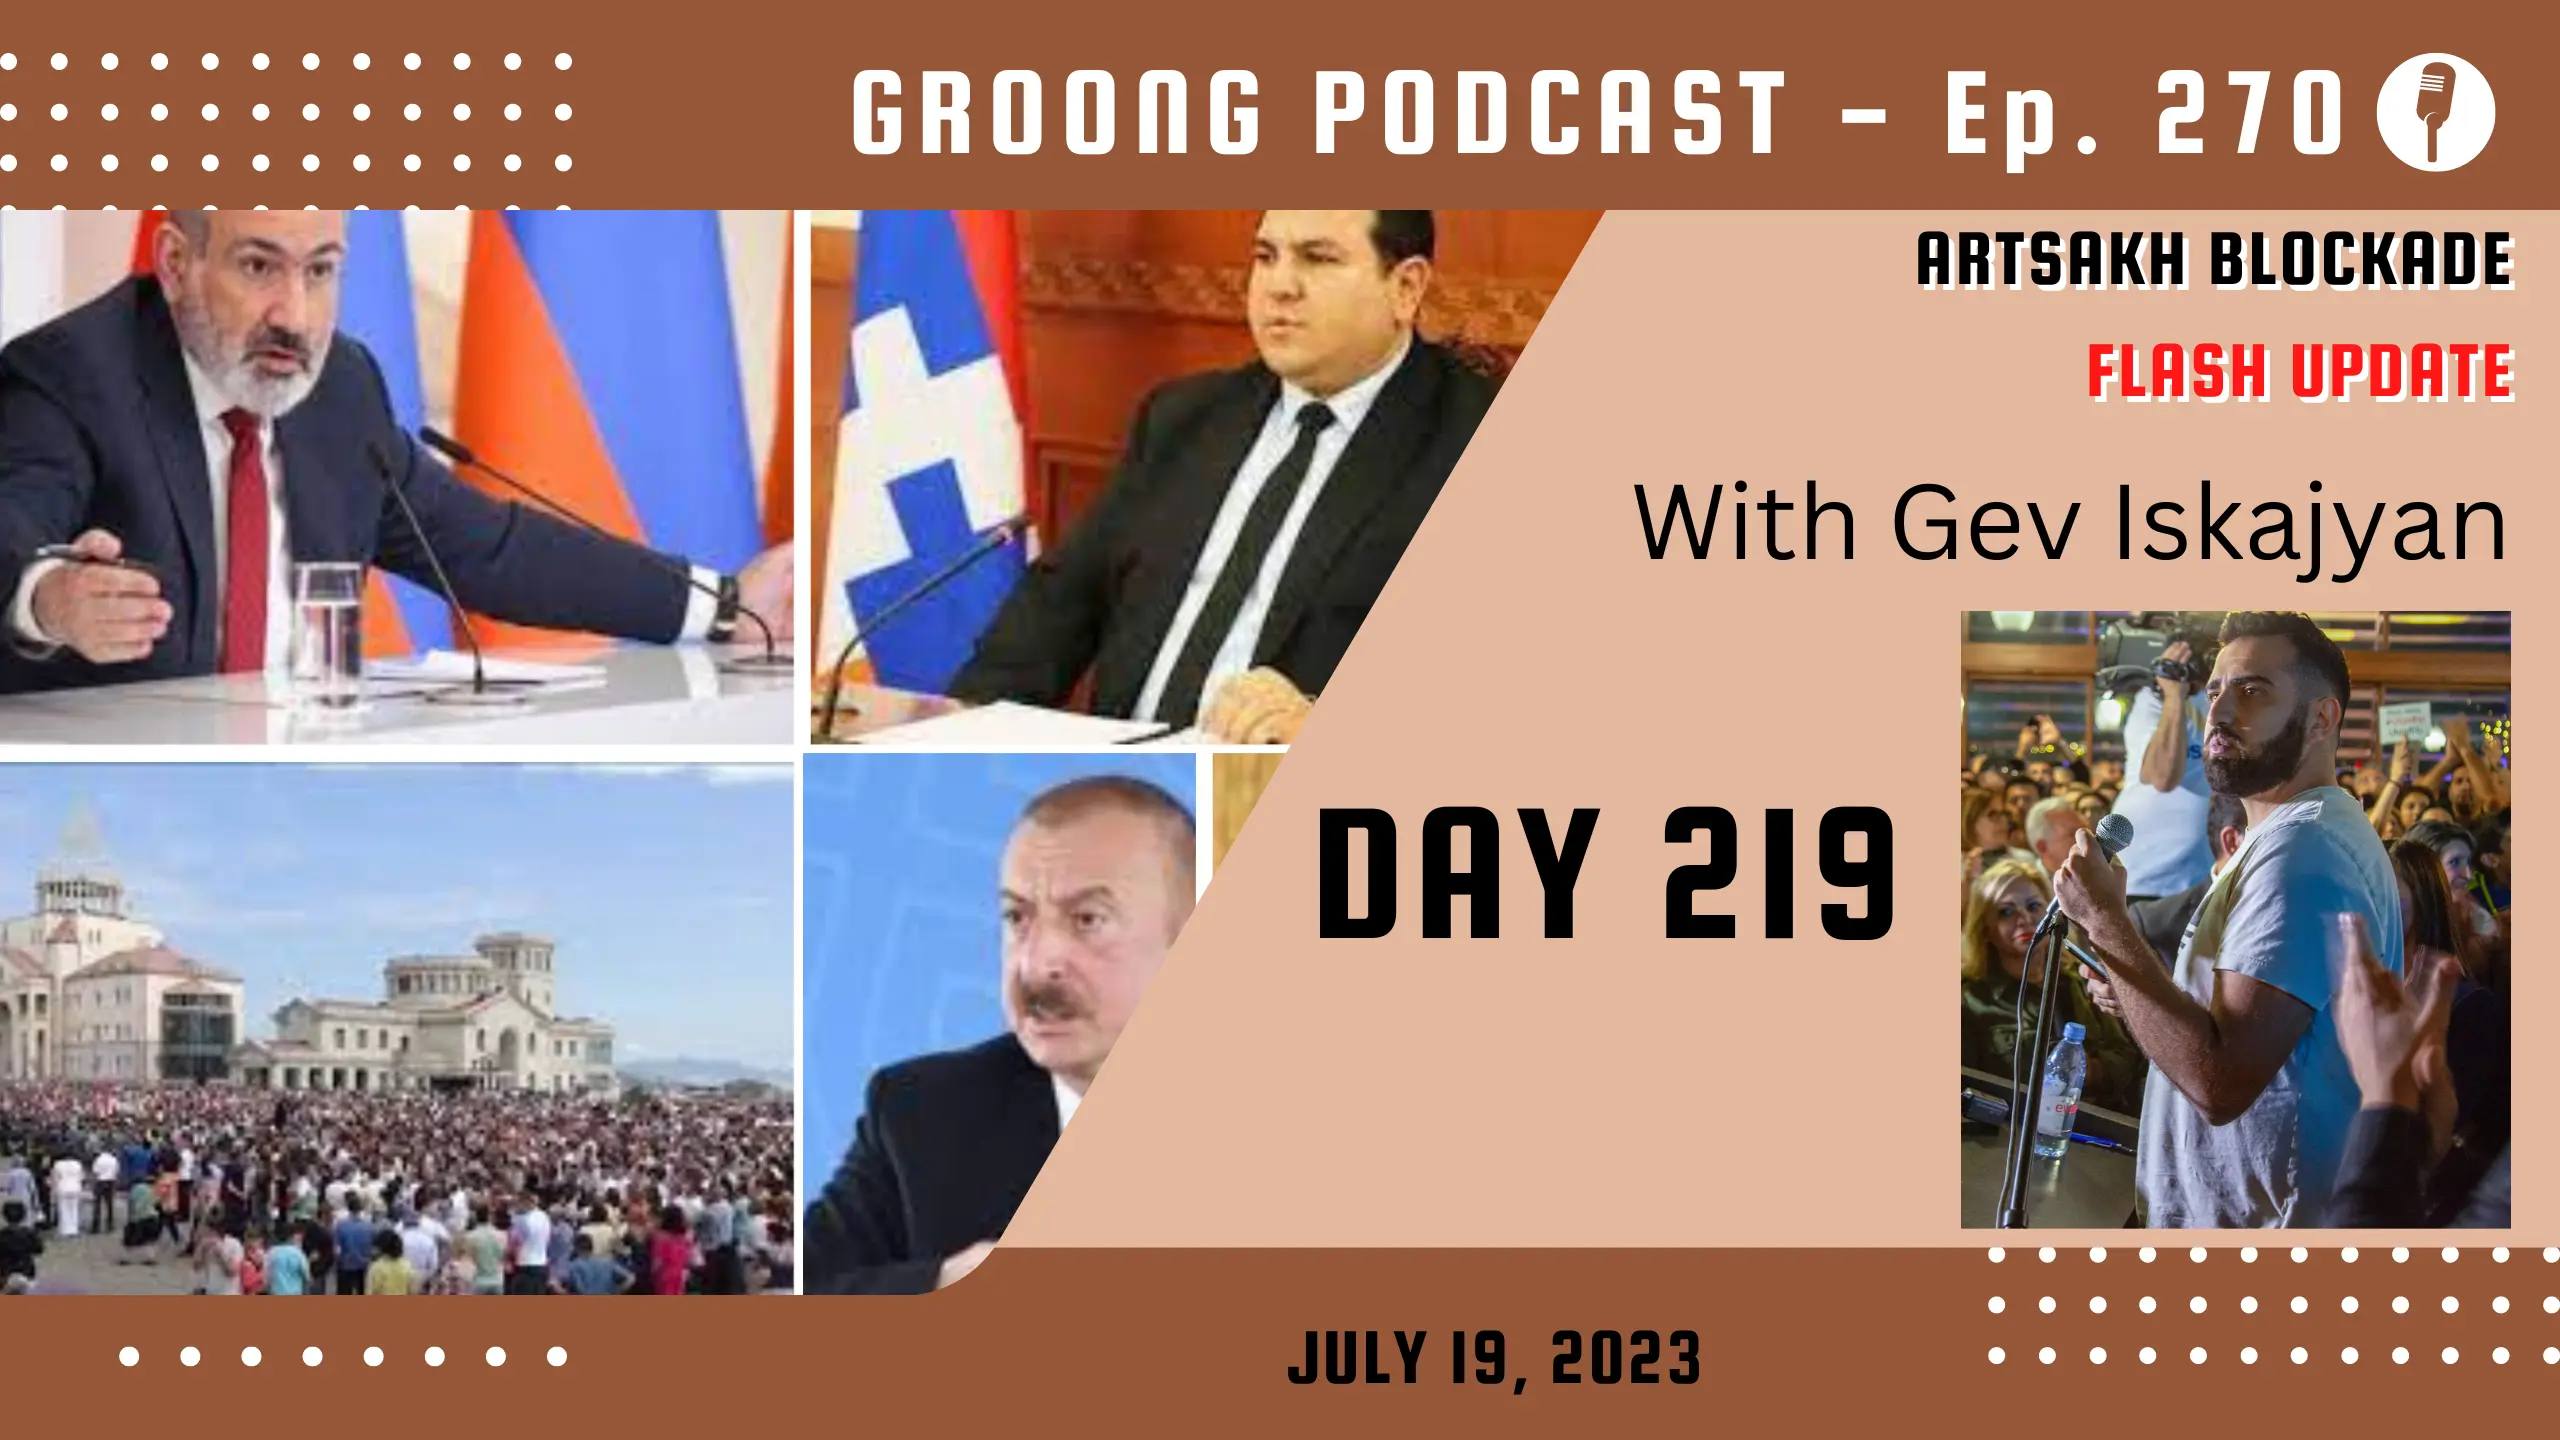 GROONG PODCAST - Ep. 270
ARTSAKH BLOCKADE
FLASH UPDATE
With Gev Iskajyan
DAY 219
JULY 19, 2023